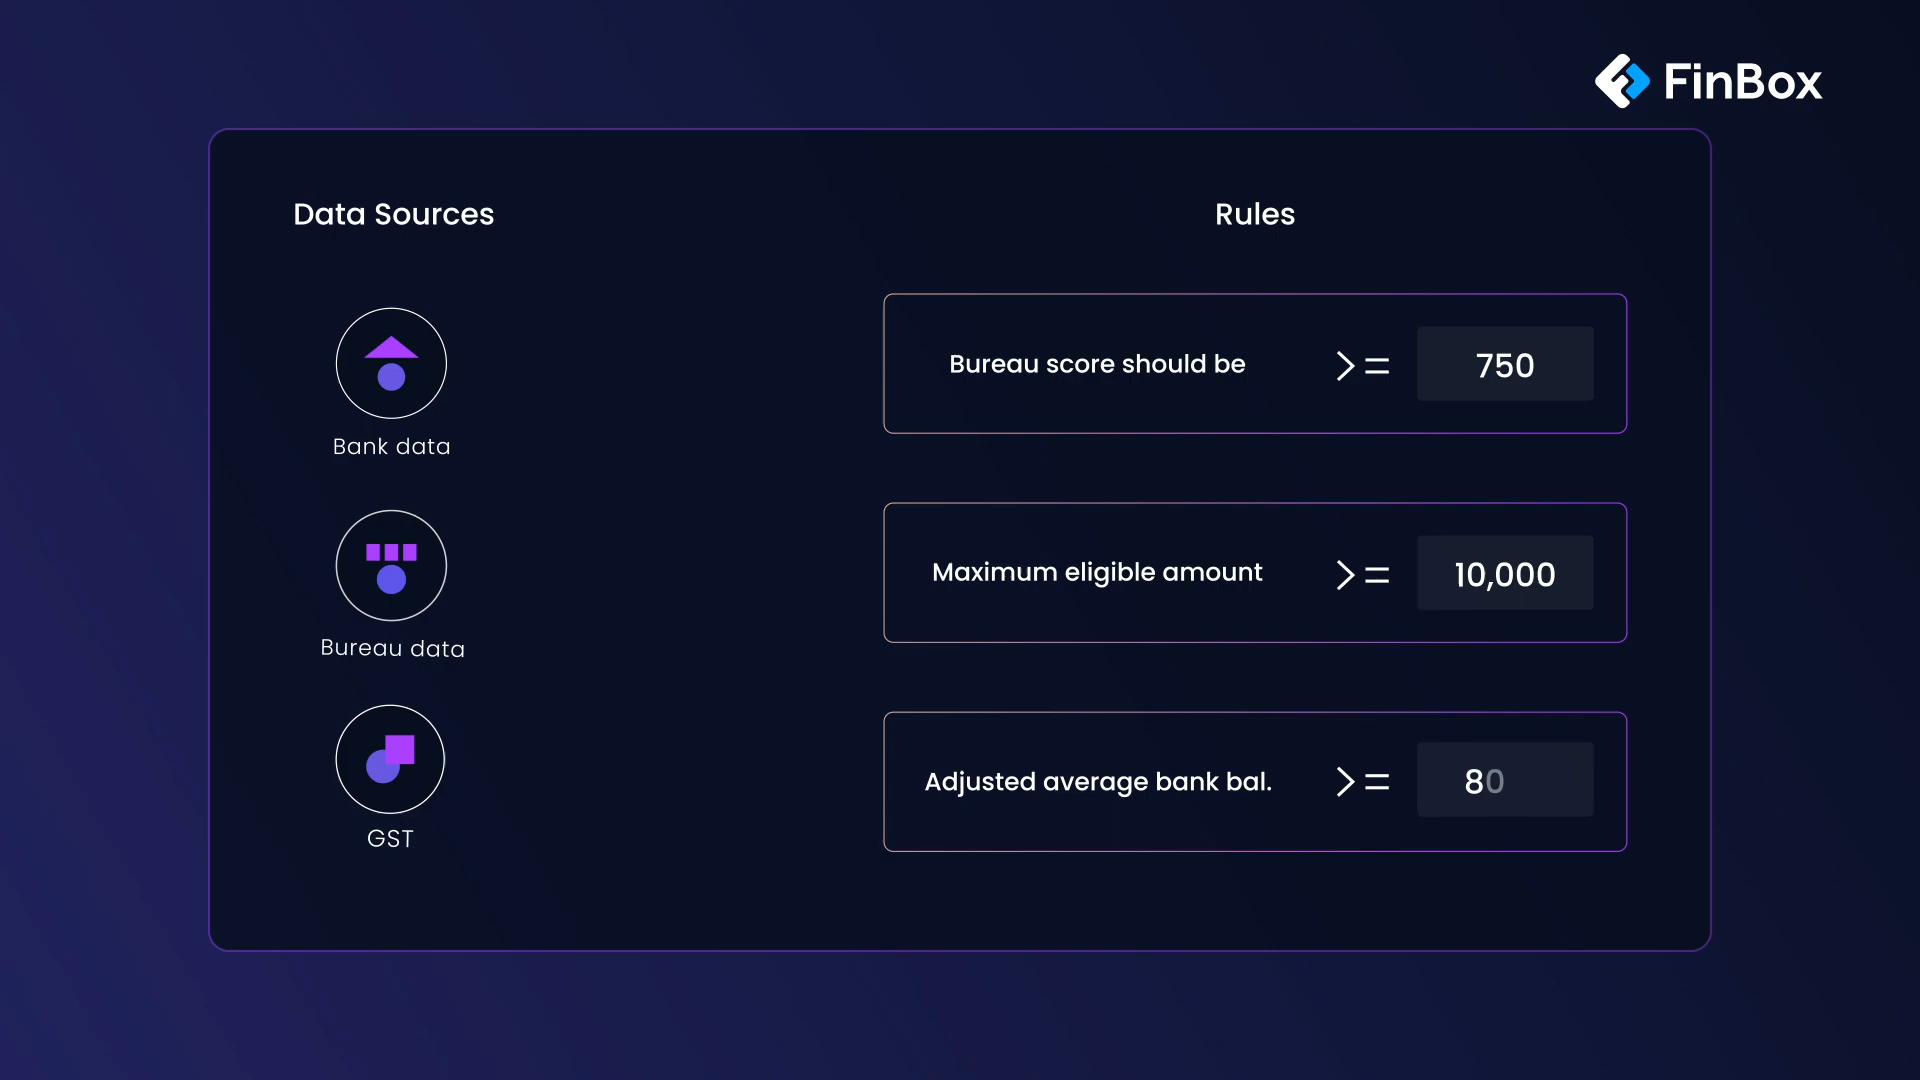 FinBox
Data Sources
Rules
Bank data
Bureau score should be >= 750
Bureau data
Maximum eligible amount >= 10,000
GST
Adjusted average bank bal. >= 80